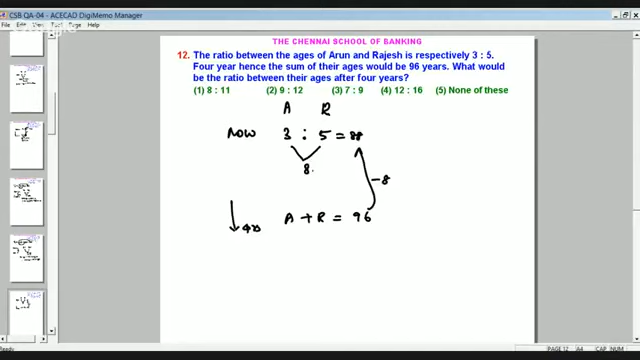 CSB QA-04 - ACECAD DigiMemo Manager
THE CHENNAI SCHOOL OF BANKING
12. The ratio between the ages of Arun and Rajesh is respectively 3 : 5.
Four year hence the sum of their ages would be 96 years. What would
be the ratio between their ages after four years?
(1) 8 : 11 (2) 9 : 12 (3) 7 : 9 (4) 12 : 16 (5) None of these
A R
Now 3 : 5 = 88
8.
-8
A + R = 96
Ready
PAGE 12 A4 CAP NUM